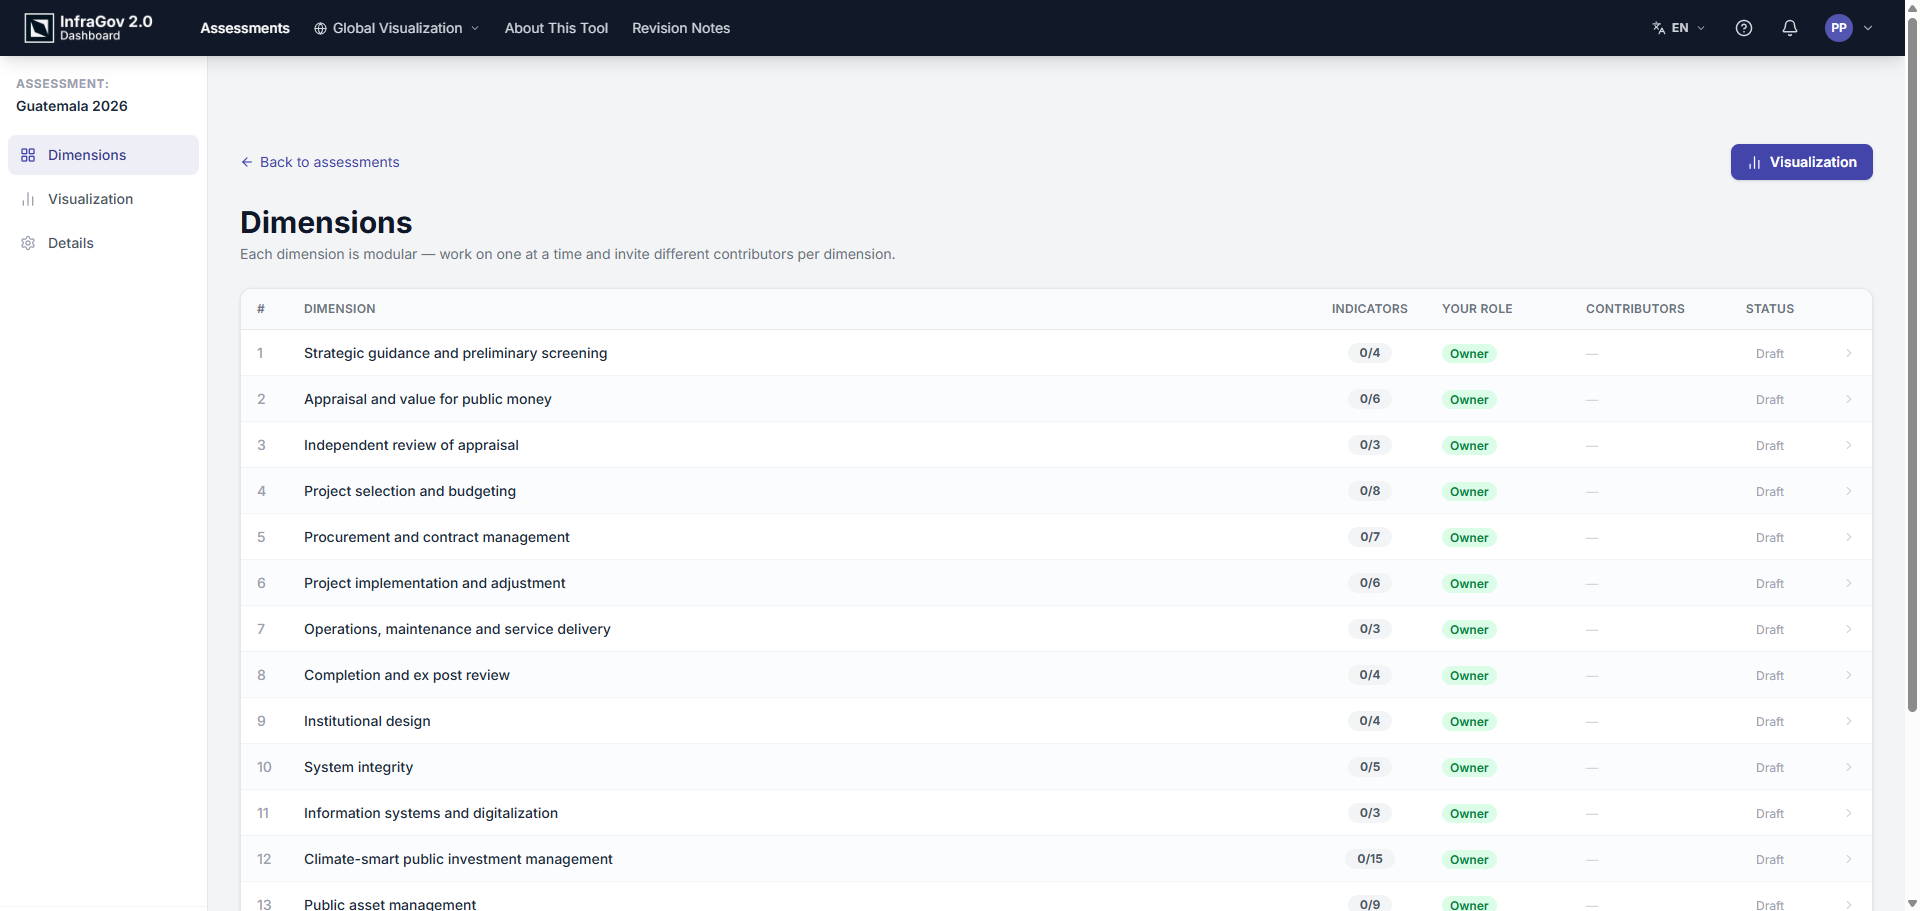 InfraGov 2.0
Dashboard
Assessments
Global Visualization
About This Tool
Revision Notes
EN
PP
ASSESSMENT:
Guatemala 2026
Dimensions
Visualization
Details
Back to assessments
Visualization
Dimensions
Each dimension is modular — work on one at a time and invite different contributors per dimension.
# DIMENSION INDICATORS YOUR ROLE CONTRIBUTORS STATUS
1 Strategic guidance and preliminary screening 0/4 Owner — Draft
2 Appraisal and value for public money 0/6 Owner — Draft
3 Independent review of appraisal 0/3 Owner — Draft
4 Project selection and budgeting 0/8 Owner — Draft
5 Procurement and contract management 0/7 Owner — Draft
6 Project implementation and adjustment 0/6 Owner — Draft
7 Operations, maintenance and service delivery 0/3 Owner — Draft
8 Completion and ex post review 0/4 Owner — Draft
9 Institutional design 0/4 Owner — Draft
10 System integrity 0/5 Owner — Draft
11 Information systems and digitalization 0/3 Owner — Draft
12 Climate-smart public investment management 0/15 Owner — Draft
13 Public asset management 0/9 Owner — Draft